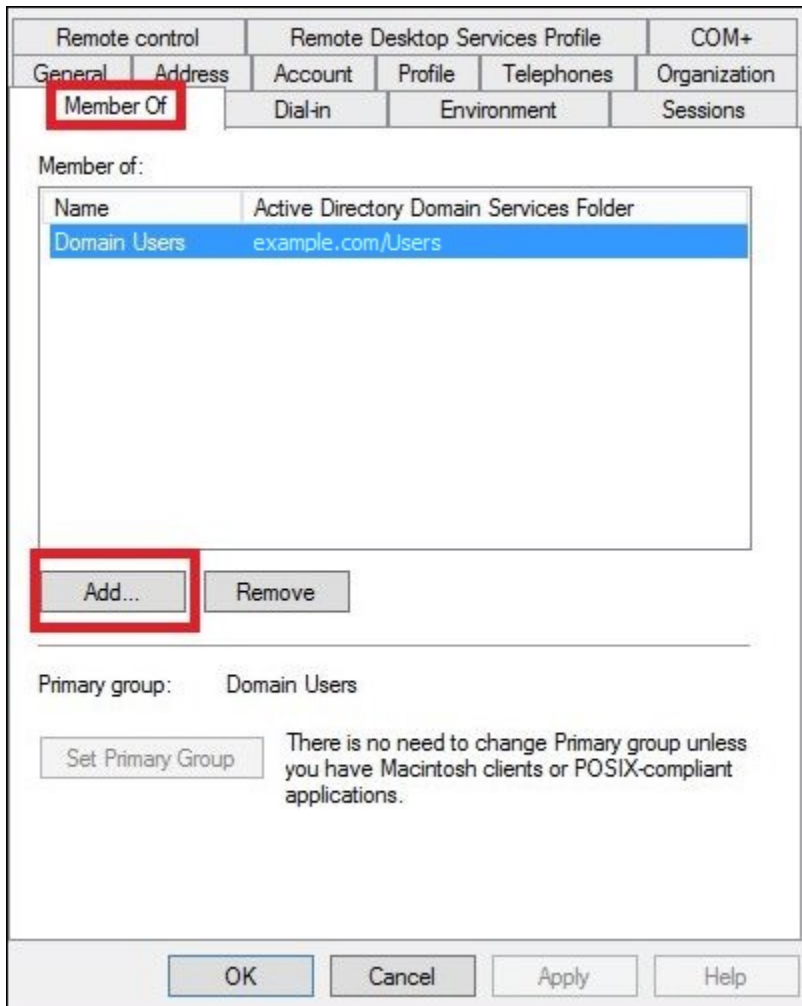 Remote control Remote Desktop Services Profile COM+
General Address Account Profile Telephones Organization
Member Of Dial-in Environment Sessions
Member of:
Name Active Directory Domain Services Folder
Domain Users example.com/Users
Add... Remove
Primary group: Domain Users
Set Primary Group
There is no need to change Primary group unless
you have Macintosh clients or POSIX-compliant
applications.
OK Cancel Apply Help